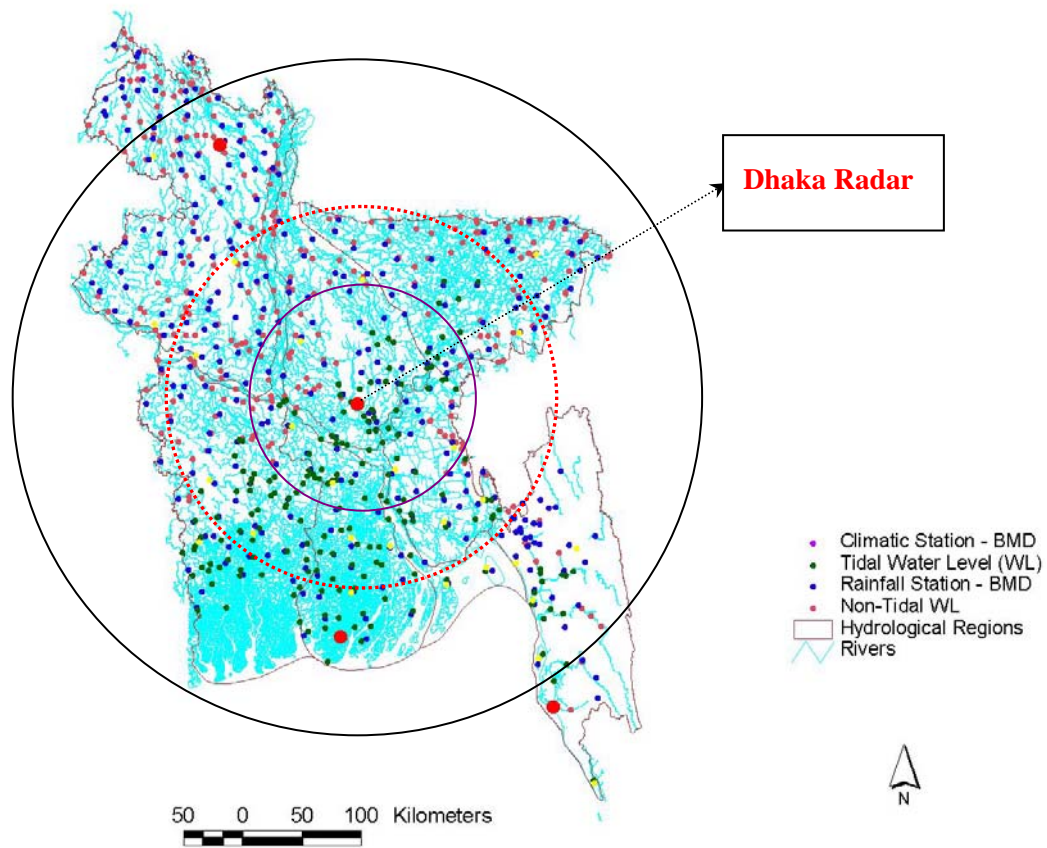 Dhaka Radar
Climatic Station - BMD
Tidal Water Level (WL)
Rainfall Station - BMD
Non-Tidal WL
Hydrological Regions
Rivers
N
50 0 50 100 Kilometers